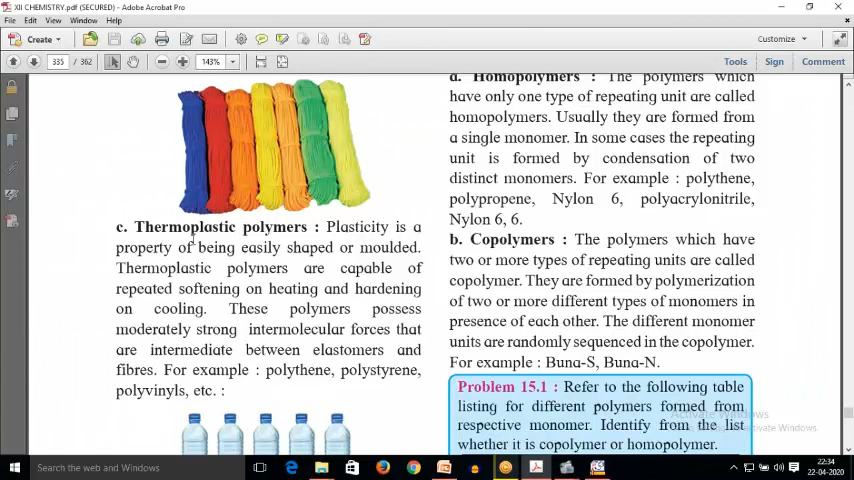 XII CHEMISTRY.pdf (SECURED) - Adobe Acrobat Pro
File Edit View Window Help
Create
Customize
335 / 362
143%
Tools Sign Comment
c. Thermoplastic polymers : Plasticity is a
property of being easily shaped or moulded.
Thermoplastic polymers are capable of
repeated softening on heating and hardening
on cooling. These polymers possess
moderately strong intermolecular forces that
are intermediate between elastomers and
fibres. For example : polythene, polystyrene,
polyvinyls, etc. :
a. Homopolymers : The polymers which
have only one type of repeating unit are called
homopolymers. Usually they are formed from
a single monomer. In some cases the repeating
unit is formed by condensation of two
distinct monomers. For example : polythene,
polypropene, Nylon 6, polyacrylonitrile,
Nylon 6, 6.
b. Copolymers : The polymers which have
two or more types of repeating units are called
copolymer. They are formed by polymerization
of two or more different types of monomers in
presence of each other. The different monomer
units are randomly sequenced in the copolymer.
For example : Buna-S, Buna-N.
Problem 15.1 : Refer to the following table
listing for different polymers formed from
respective monomer. Identify from the list
whether it is copolymer or homopolymer.
Activate Windows
Search the web and Windows
22:34
22-04-2020